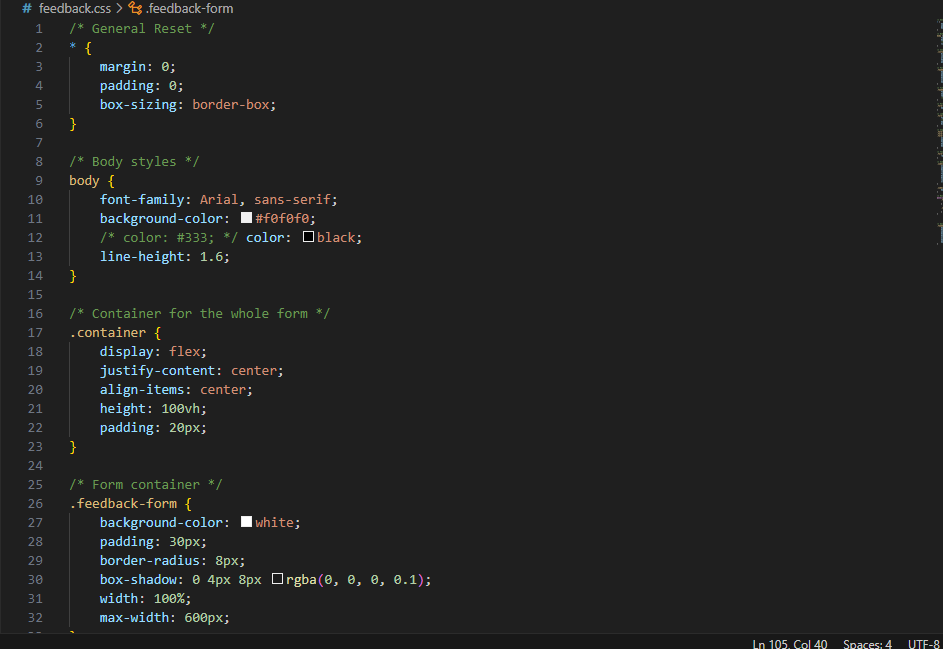 # feedback.css > .feedback-form
1 /* General Reset */
2 * {
3 margin: 0;
4 padding: 0;
5 box-sizing: border-box;
6 }
7
8 /* Body styles */
9 body {
10 font-family: Arial, sans-serif;
11 background-color: #f0f0f0;
12 /* color: #333; */ color: black;
13 line-height: 1.6;
14 }
15
16 /* Container for the whole form */
17 .container {
18 display: flex;
19 justify-content: center;
20 align-items: center;
21 height: 100vh;
22 padding: 20px;
23 }
24
25 /* Form container */
26 .feedback-form {
27 background-color: white;
28 padding: 30px;
29 border-radius: 8px;
30 box-shadow: 0 4px 8px rgba(0, 0, 0, 0.1);
31 width: 100%;
32 max-width: 600px;
Ln 105, Col 40 Spaces: 4 UTF-8